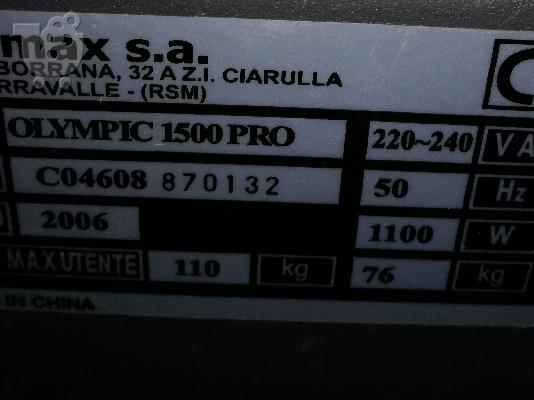 max s.a.
BORRANA, 32 A Z.I. CIARULLA
RRAVALLE - (RSM)
OLYMPIC 1500 PRO 220~240 V A
C04608 870132 50 Hz
2006 1100 W
MAX UTENTE 110 kg 76 kg
IN CHINA